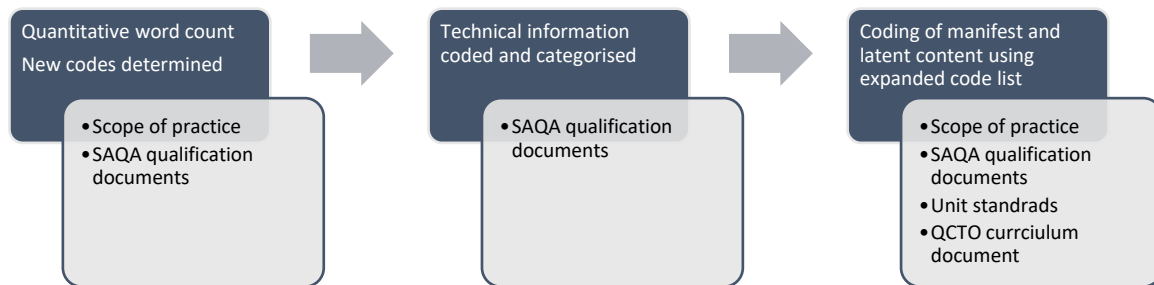 Quantitative word count
New codes determined
•Scope of practice
•SAQA qualification
documents
Technical information
coded and categorised
•SAQA qualification
documents
Coding of manifest and
latent content using
expanded code list
•Scope of practice
•SAQA qualification
documents
•Unit standrads
•QCTO currciulum
document